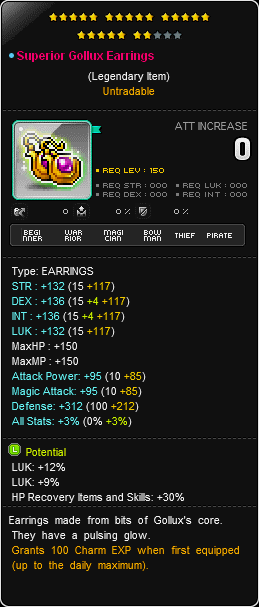 Superior Gollux Earrings
(Legendary Item)
Untradable
ATT INCREASE
0
REQ LEV : 150
REQ STR : 000 REQ LUK : 000
REQ DEX : 000 REQ INT : 000
0 0 % 0 %
BEGINNER WARRIOR MAGICIAN BOWMAN THIEF PIRATE
Type: EARRINGS
STR : +132 (15 +117)
DEX : +136 (15 +4 +117)
INT : +136 (15 +4 +117)
LUK : +132 (15 +117)
MaxHP : +150
MaxMP : +150
Attack Power: +95 (10 +85)
Magic Attack: +95 (10 +85)
Defense: +312 (100 +212)
All Stats: +3% (0% +3%)
L Potential
LUK: +12%
LUK: +9%
HP Recovery Items and Skills: +30%
Earrings made from bits of Gollux's core.
They have a pulsing glow.
Grants 100 Charm EXP when first equipped
(up to the daily maximum).